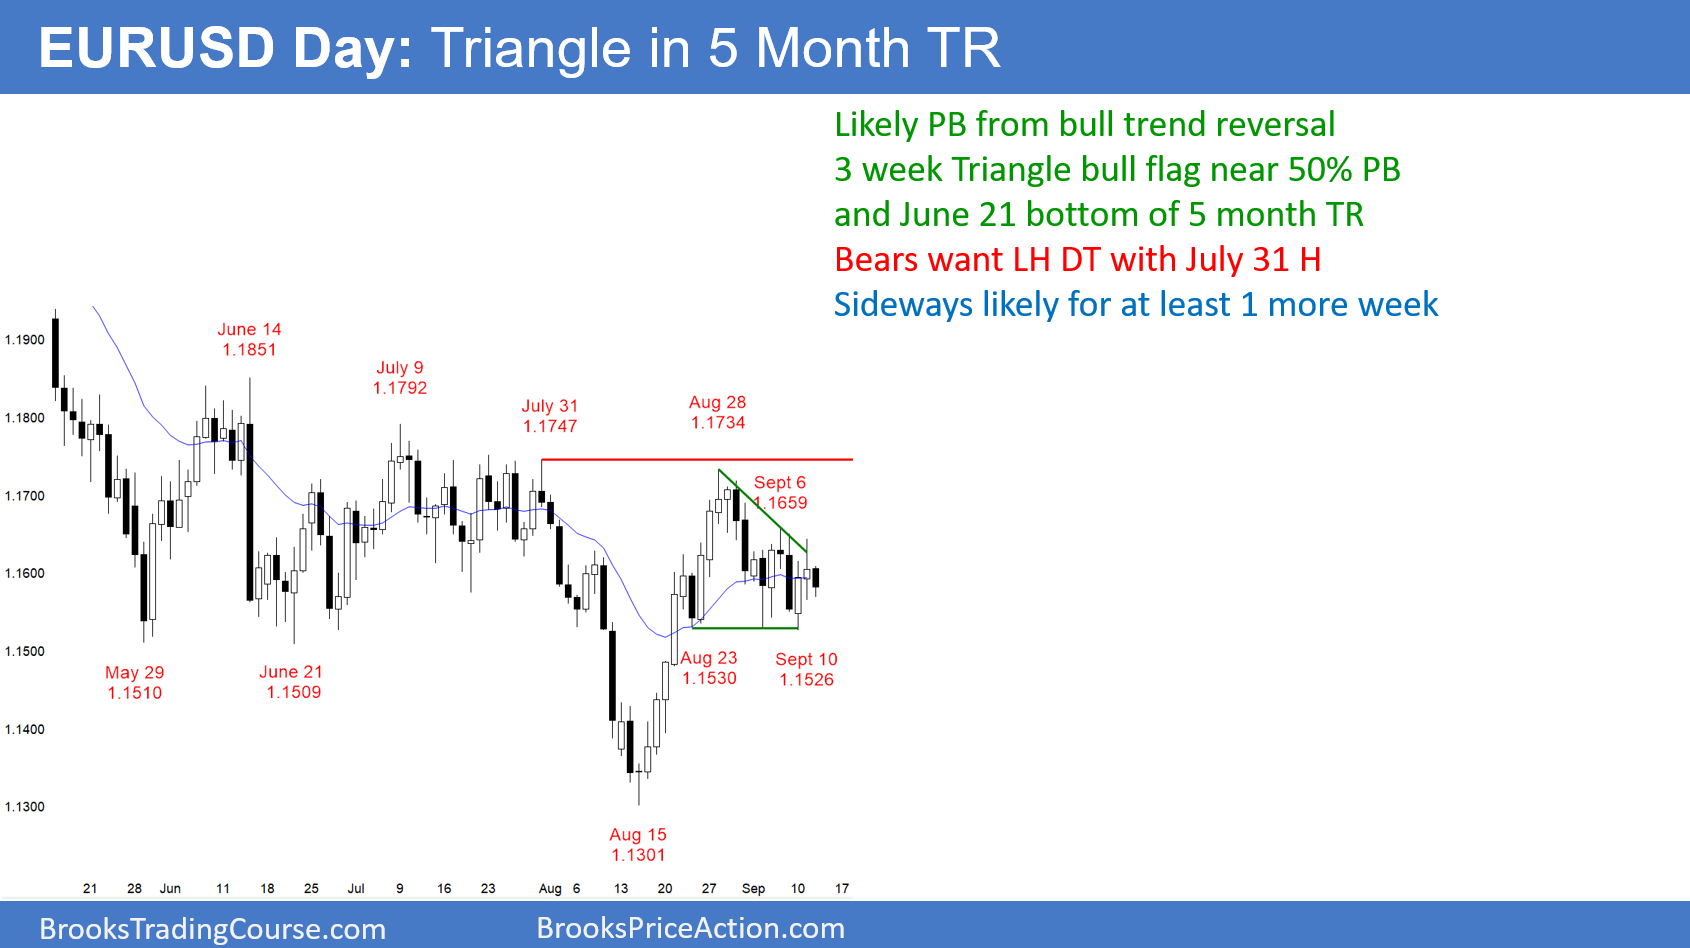 EURUSD Day: Triangle in 5 Month TR
Likely PB from bull trend reversal
3 week Triangle bull flag near 50% PB
and June 21 bottom of 5 month TR
Bears want LH DT with July 31 H
Sideways likely for at least 1 more week
June 14
1.1851
July 9
1.1792
July 31
1.1747
Aug 28
1.1734
Sept 6
1.1659
May 29
1.1510
June 21
1.1509
Aug 23
1.1530
Sept 10
1.1526
Aug 15
1.1301
1.1900
1.1800
1.1700
1.1600
1.1500
1.1400
1.1300
21 28 Jun 11 18 25 Jul 9 16 23 Aug 6 13 20 27 Sep 10 17
BrooksTradingCourse.com
BrooksPriceAction.com